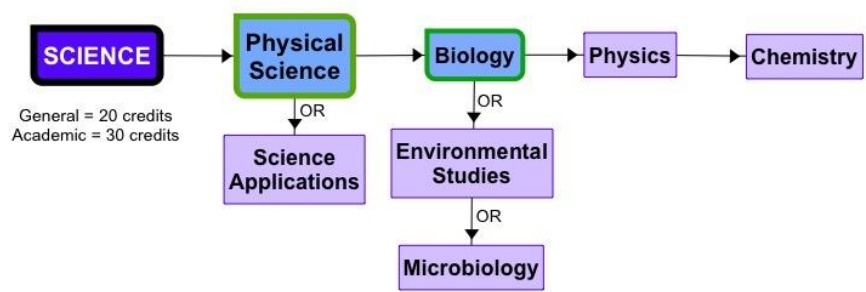 SCIENCE
Physical
Science
Biology
Physics
Chemistry
General = 20 credits
Academic = 30 credits
OR
OR
Science
Applications
Environmental
Studies
OR
Microbiology